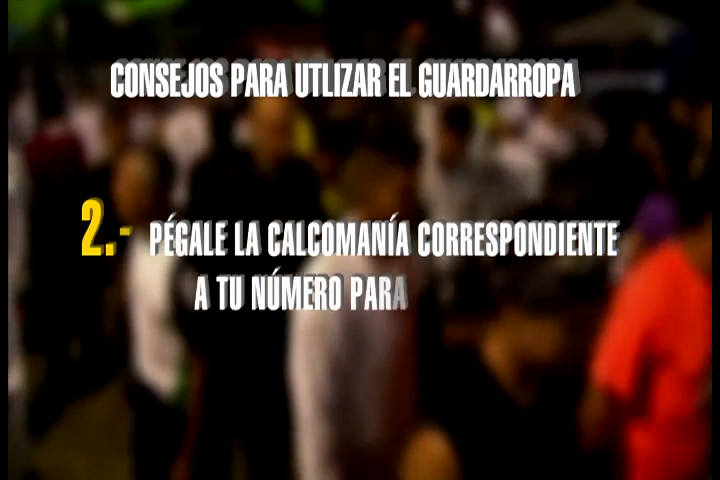 CONSEJOS PARA UTLIZAR EL GUARDARROPA
2.- PÉGALE LA CALCOMANÍA CORRESPONDIENTE
A TU NÚMERO PARA